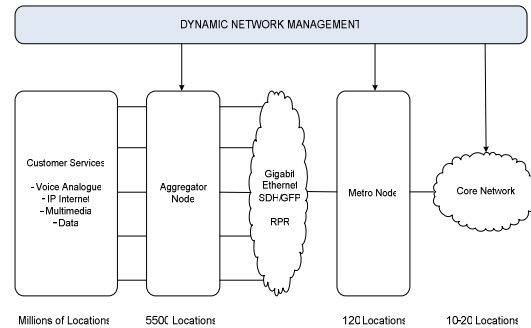 DYNAMIC NETWORK MANAGEMENT
Customer Services
- Voice Analogue
- IP Internet
- Multimedia
- Data
Aggregator
Node
Gigabit
Ethernet
SDH/GFP
RPR
Metro Node
Core Network
Millions of Locations
5500 Locations
120 Locations
10-20 Locations